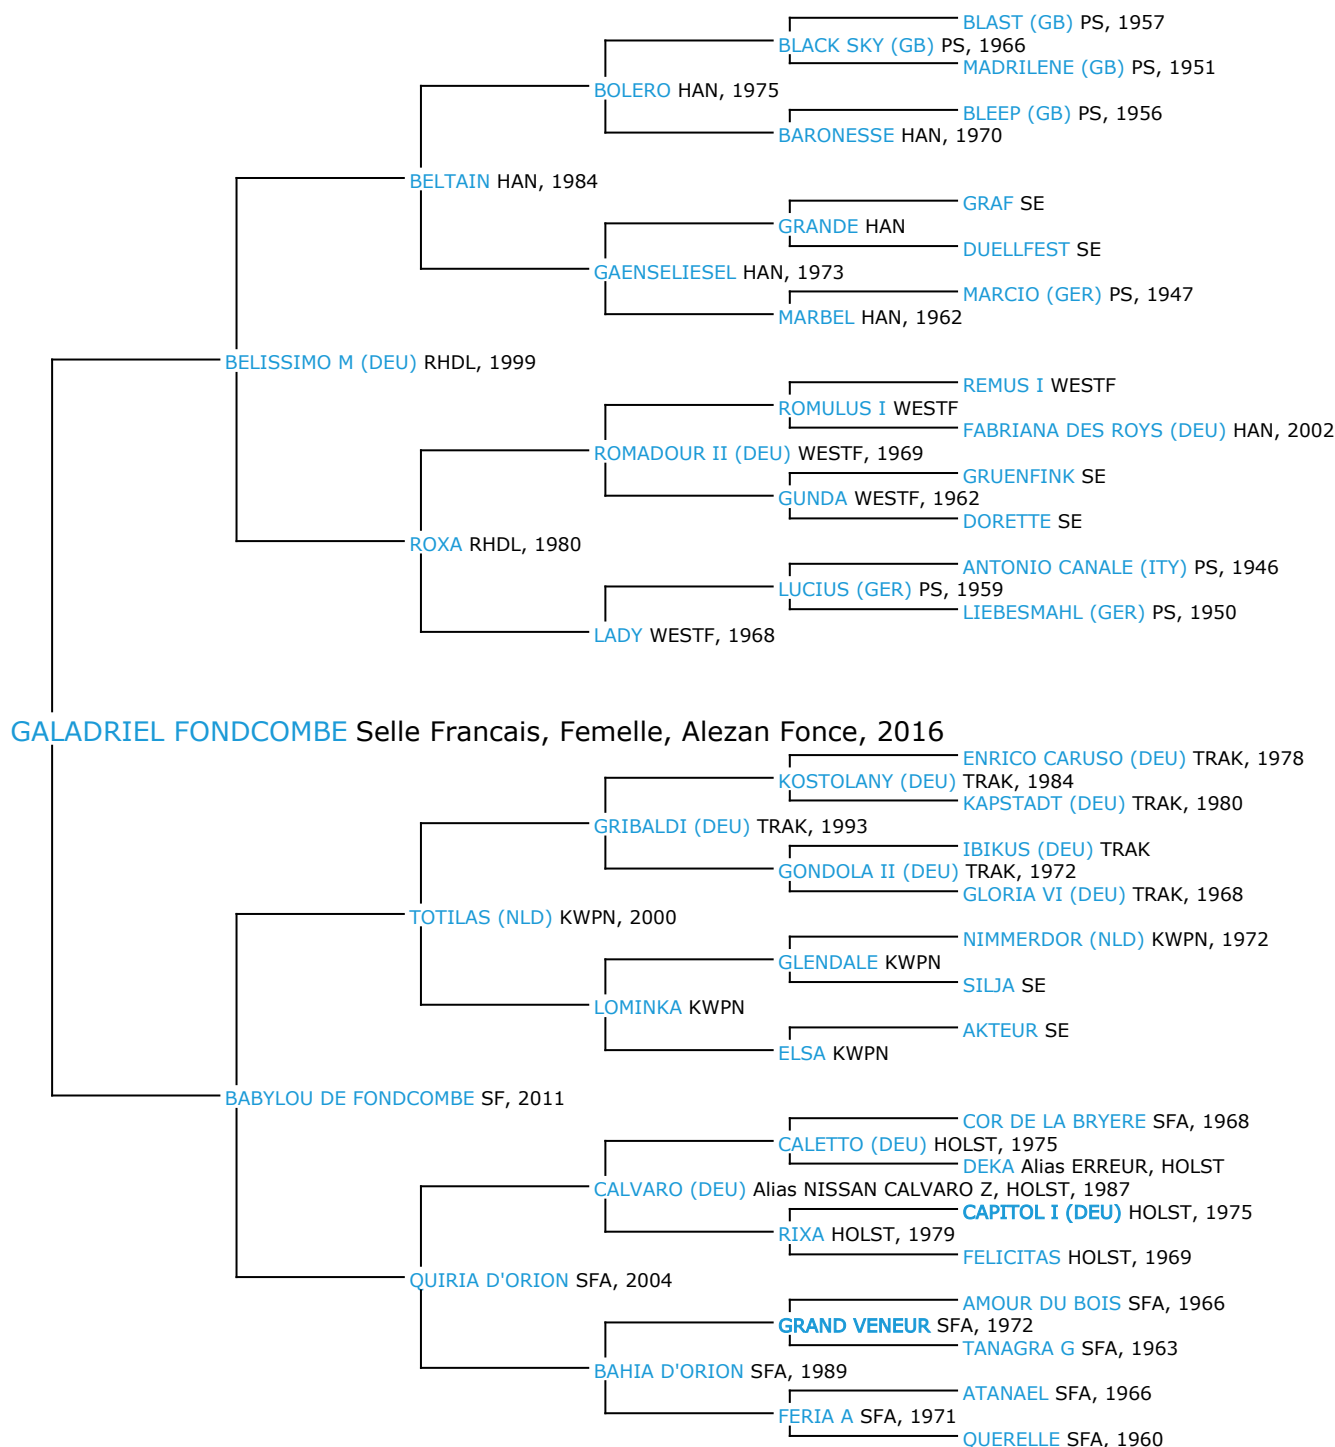 BLAST (GB) PS, 1957
BLACK SKY (GB) PS, 1966
MADRILENE (GB) PS, 1951
BOLERO HAN, 1975
BLEEP (GB) PS, 1956
BARONESSE HAN, 1970
BELTAIN HAN, 1984
GRAF SE
GRANDE HAN
DUELLFEST SE
GAENSELIESEL HAN, 1973
MARCIO (GER) PS, 1947
MARBEL HAN, 1962
BELISSIMO M (DEU) RHDL, 1999
REMUS I WESTF
ROMULUS I WESTF
FABRIANA DES ROYS (DEU) HAN, 2002
ROMADOUR II (DEU) WESTF, 1969
GRUENFINK SE
GUNDA WESTF, 1962
DORETTE SE
ROXA RHDL, 1980
ANTONIO CANALE (ITY) PS, 1946
LUCIUS (GER) PS, 1959
LIEBESMAHL (GER) PS, 1950
LADY WESTF, 1968
GALADRIEL FONDCOMBE Selle Francais, Femelle, Alezan Fonce, 2016
ENRICO CARUSO (DEU) TRAK, 1978
KOSTOLANY (DEU) TRAK, 1984
KAPSTADT (DEU) TRAK, 1980
GRIBALDI (DEU) TRAK, 1993
IBIKUS (DEU) TRAK
GONDOLA II (DEU) TRAK, 1972
GLORIA VI (DEU) TRAK, 1968
TOTILAS (NLD) KWPN, 2000
NIMMERDOR (NLD) KWPN, 1972
GLENDALE KWPN
SILJA SE
LOMINKA KWPN
AKTEUR SE
ELSA KWPN
BABYLOU DE FONDCOMBE SF, 2011
COR DE LA BRYERE SFA, 1968
CALETTO (DEU) HOLST, 1975
DEKA Alias ERREUR, HOLST
CALVARO (DEU) Alias NISSAN CALVARO Z, HOLST, 1987
CAPITOL I (DEU) HOLST, 1975
RIXA HOLST, 1979
FELICITAS HOLST, 1969
QUIRIA D'ORION SFA, 2004
AMOUR DU BOIS SFA, 1966
GRAND VENEUR SFA, 1972
TANAGRA G SFA, 1963
BAHIA D'ORION SFA, 1989
ATANAEL SFA, 1966
FERIA A SFA, 1971
QUERELLE SFA, 1960